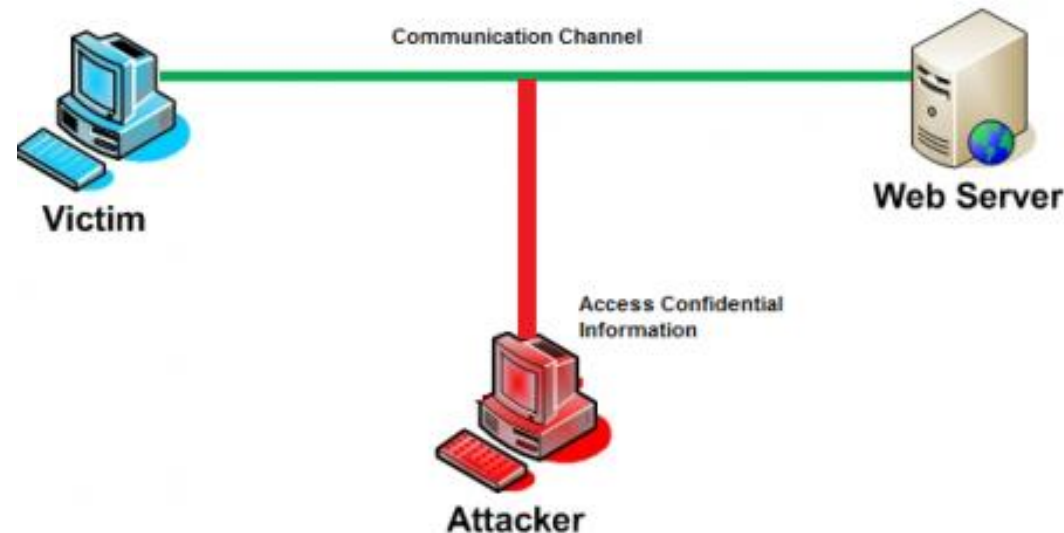 Communication Channel
Victim
Web Server
Access Confidential
Information
Attacker